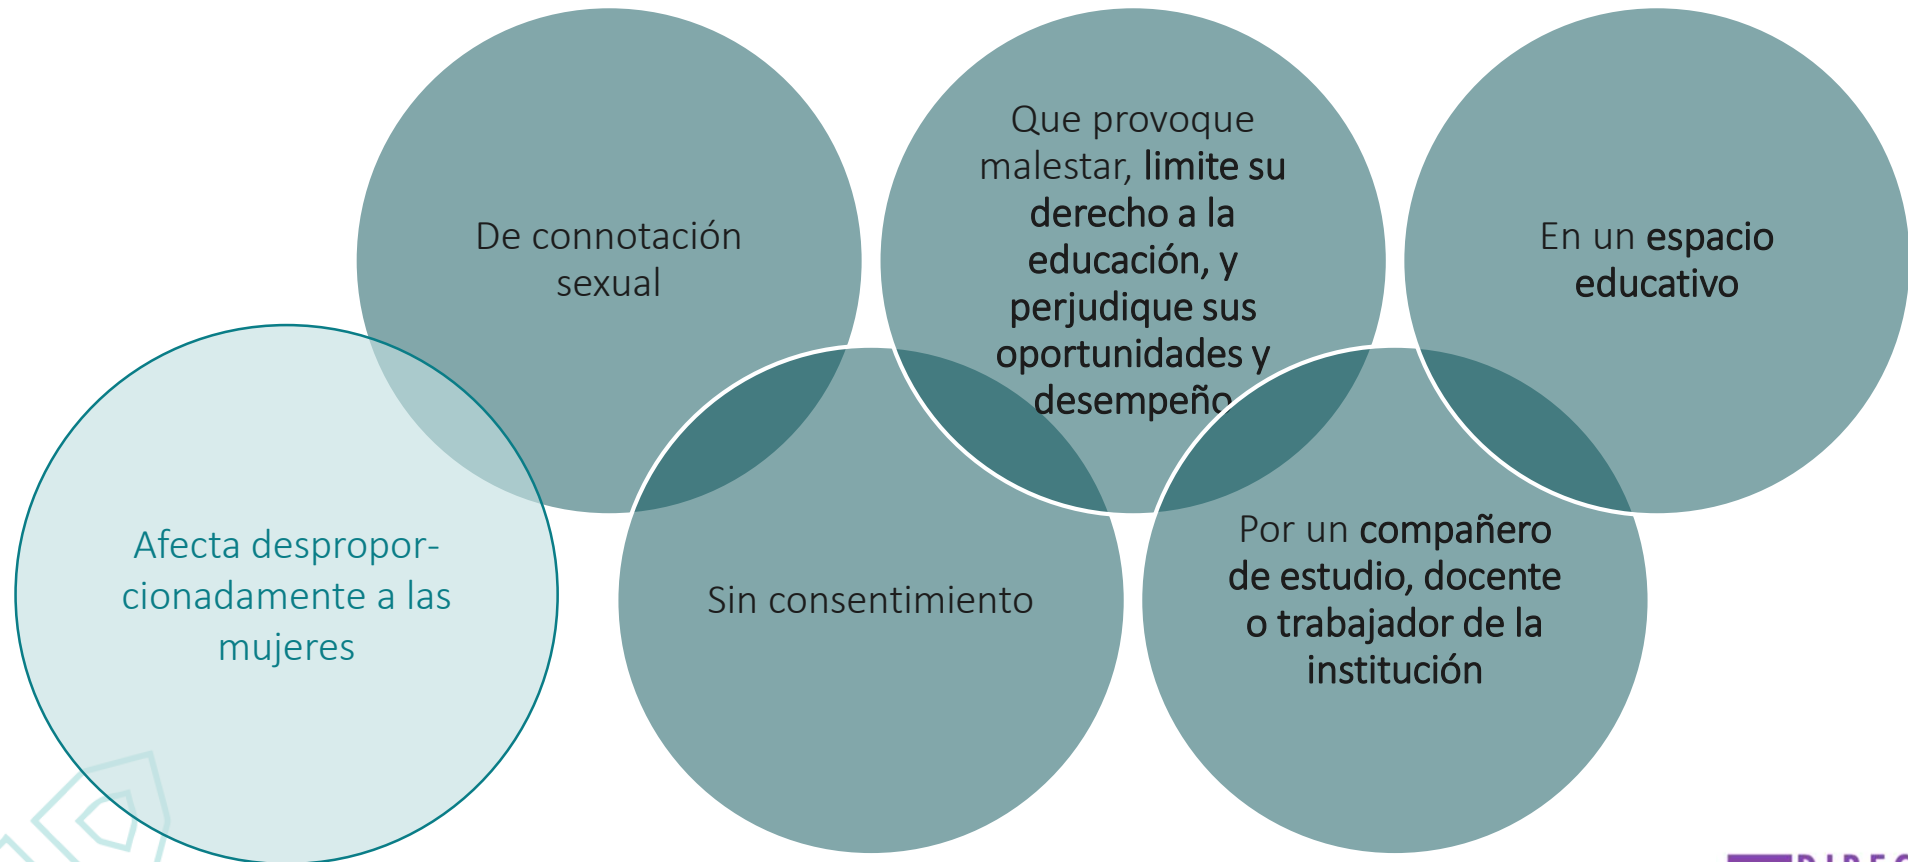 Afecta despropor-
cionadamente a las
mujeres
De connotación
sexual
Sin consentimiento
Que provoque
malestar, limite su
derecho a la
educación, y
perjudique sus
oportunidades y
desempeño
Por un compañero
de estudio, docente
o trabajador de la
institución
En un espacio
educativo